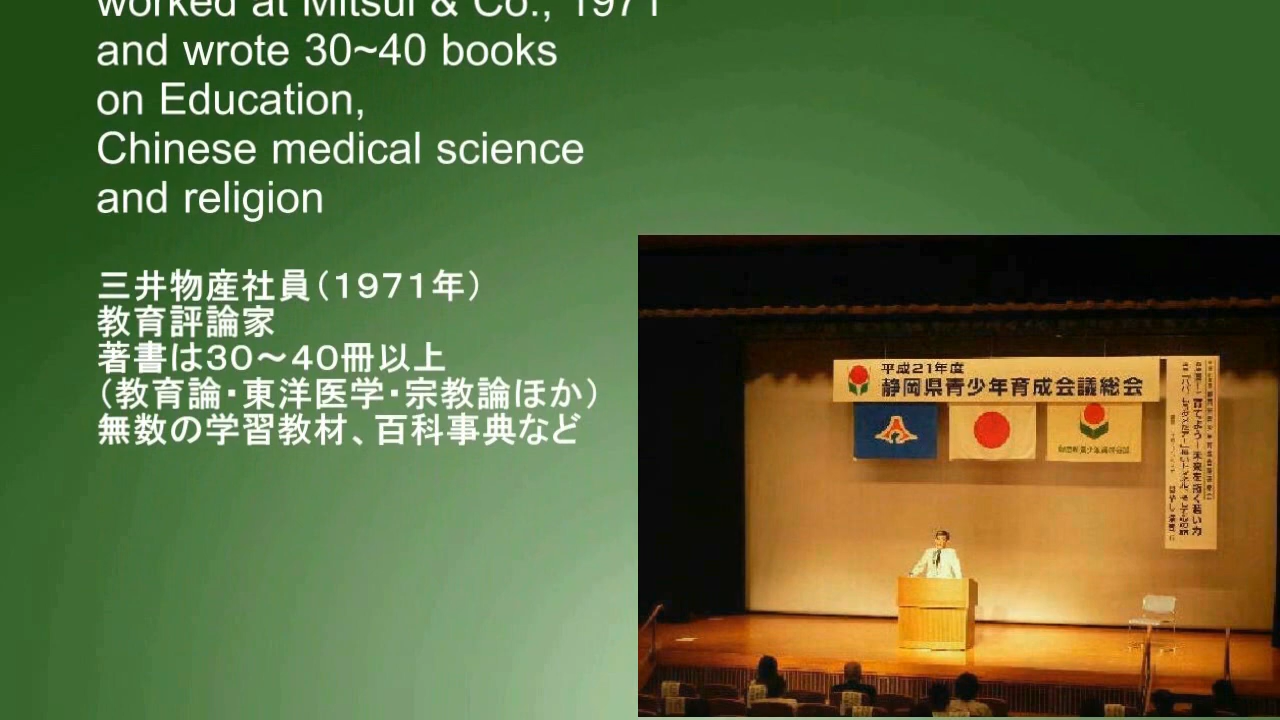 worked at Mitsui & Co., 1971
and wrote 30~40 books
on Education,
Chinese medical science
and religion
三井物産社員（1971年）
教育評論家
著書は30～40冊以上
（教育論・東洋医学・宗教論ほか）
無数の学習教材、百科事典など
平成21年度
静岡県青少年育成会議総会